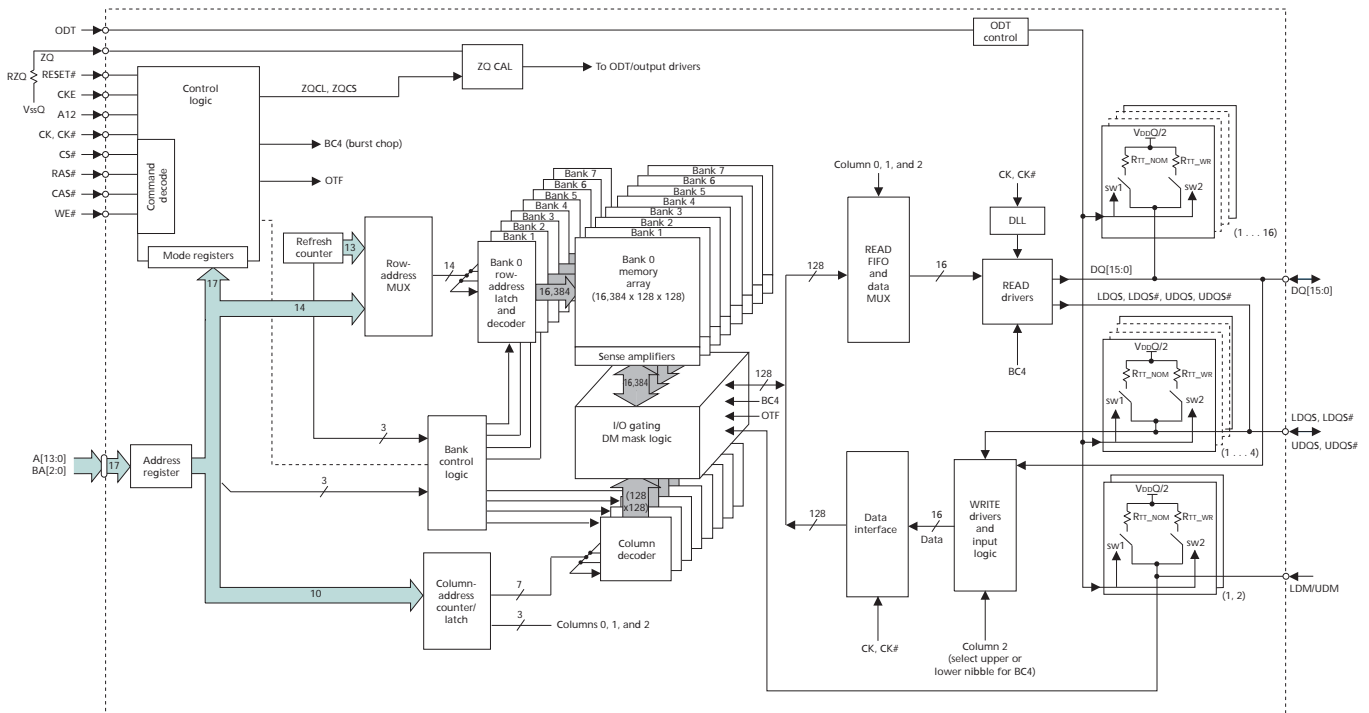 ODT
ODT
control
ZQ
RZQ
VssQ
ZQ CAL
To ODT/output drivers
RESET#
CKE
A12
CK, CK#
CS#
RAS#
CAS#
WE#
Control
logic
Command
decode
Mode registers
ZQCL, ZQCS
BC4 (burst chop)
OTF
Refresh
counter
13
Row-
address
MUX
14
17
14
Bank 7
Bank 6
Bank 5
Bank 4
Bank 3
Bank 2
Bank 1
Bank 0
row-
address
latch
and
decoder
16,384
Bank 7
Bank 6
Bank 5
Bank 4
Bank 3
Bank 2
Bank 1
Bank 0
memory
array
(16,384 x 128 x 128)
Sense amplifiers
16,384
I/O gating
DM mask logic
128
BC4
OTF
(128
x128)
Column
decoder
A[13:0]
BA[2:0]
17
Address
register
3
3
Bank
control
logic
10
Column-
address
counter/
latch
7
3
Columns 0, 1, and 2
Column 0, 1, and 2
128
READ
FIFO
and
data
MUX
16
CK, CK#
DLL
READ
drivers
BC4
DQ[15:0]
LDQS, LDQS#, UDQS, UDQS#
128
Data
interface
16
Data
CK, CK#
WRITE
drivers
and
input
logic
Column 2
(select upper or
lower nibble for BC4)
VDDQ/2
RTT_NOM
RTT_WR
sw1
sw2
(1 . . . 16)
DQ[15:0]
VDDQ/2
RTT_NOM
RTT_WR
sw1
sw2
(1 . . . 4)
LDQS, LDQS#
UDQS, UDQS#
VDDQ/2
RTT_NOM
RTT_WR
sw1
sw2
(1, 2)
LDM/UDM